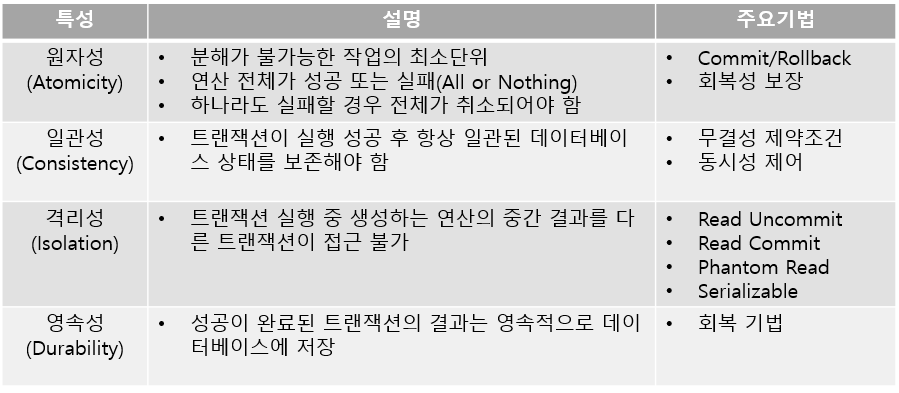 특성 설명 주요기법
원자성
(Atomicity)
• 분해가 불가능한 작업의 최소단위
• 연산 전체가 성공 또는 실패(All or Nothing)
• 하나라도 실패할 경우 전체가 취소되어야 함
• Commit/Rollback
• 회복성 보장
일관성
(Consistency)
• 트랜잭션이 실행 성공 후 항상 일관된 데이터베이
스 상태를 보존해야 함
• 무결성 제약조건
• 동시성 제어
격리성
(Isolation)
• 트랜잭션 실행 중 생성하는 연산의 중간 결과를 다
른 트랜잭션이 접근 불가
• Read Uncommit
• Read Commit
• Phantom Read
• Serializable
영속성
(Durability)
• 성공이 완료된 트랜잭션의 결과는 영속적으로 데이
터베이스에 저장
• 회복 기법